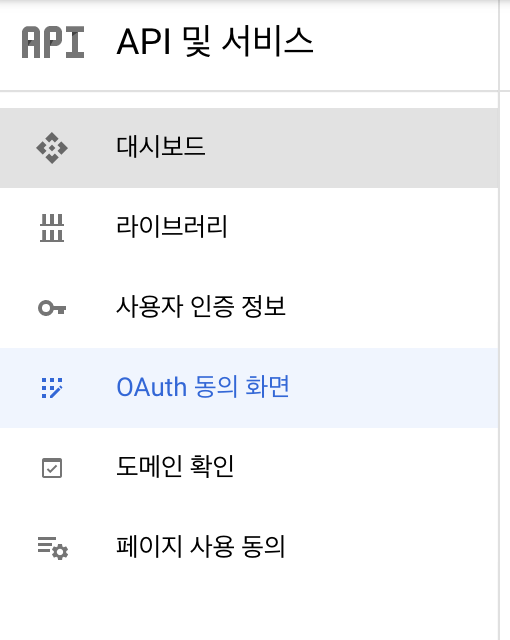 API API 및 서비스
대시보드
라이브러리
사용자 인증 정보
OAuth 동의 화면
도메인 확인
페이지 사용 동의